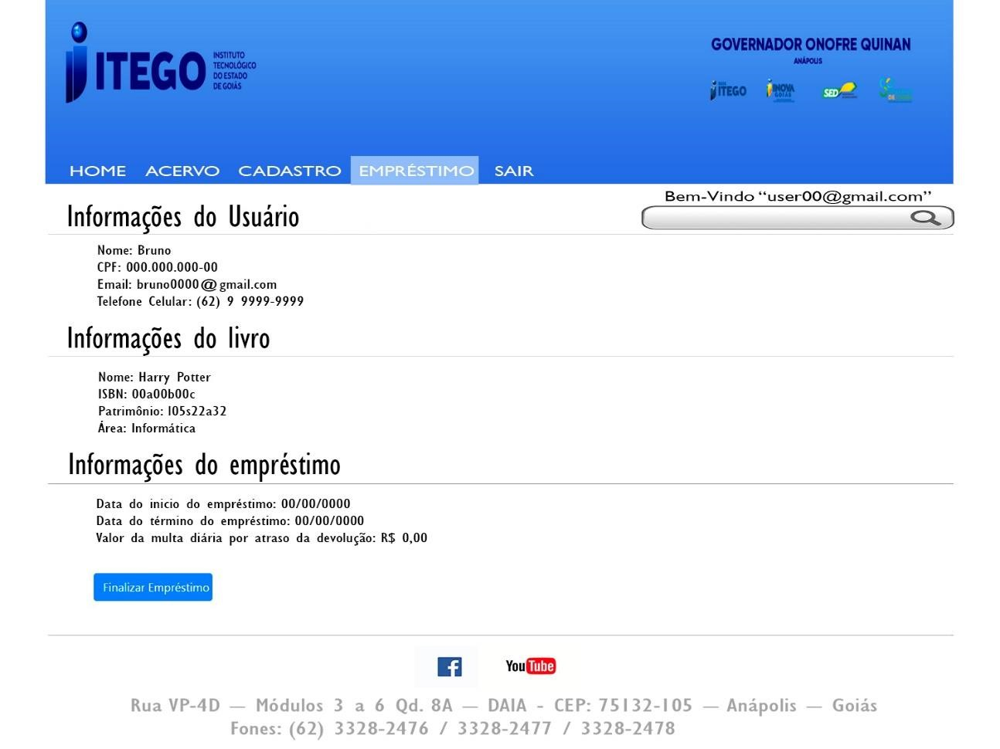 ITEGO INSTITUTO
TECNOLÓGICO
DO ESTADO
DE GOIÁS
GOVERNADOR ONOFRE QUINAN
ANÁPOLIS
ITEGO INOVA GOIÁS SED
HOME ACERVO CADASTRO EMPRÉSTIMO SAIR
Bem-Vindo “user00@gmail.com”
Informações do Usuário
Nome: Bruno
CPF: 000.000.000-00
Email: bruno0000@gmail.com
Telefone Celular: (62) 9 9999-9999
Informações do livro
Nome: Harry Potter
ISBN: 00a00b00c
Patrimônio: l05s22a32
Área: Informática
Informações do empréstimo
Data do inicio do empréstimo: 00/00/0000
Data do término do empréstimo: 00/00/0000
Valor da multa diária por atraso da devolução: R$ 0,00
Finalizar Empréstimo
f YouTube
Rua VP-4D — Módulos 3 a 6 Qd. 8A — DAIA - CEP: 75132-105 — Anápolis — Goiás
Fones: (62) 3328-2476 / 3328-2477 / 3328-2478